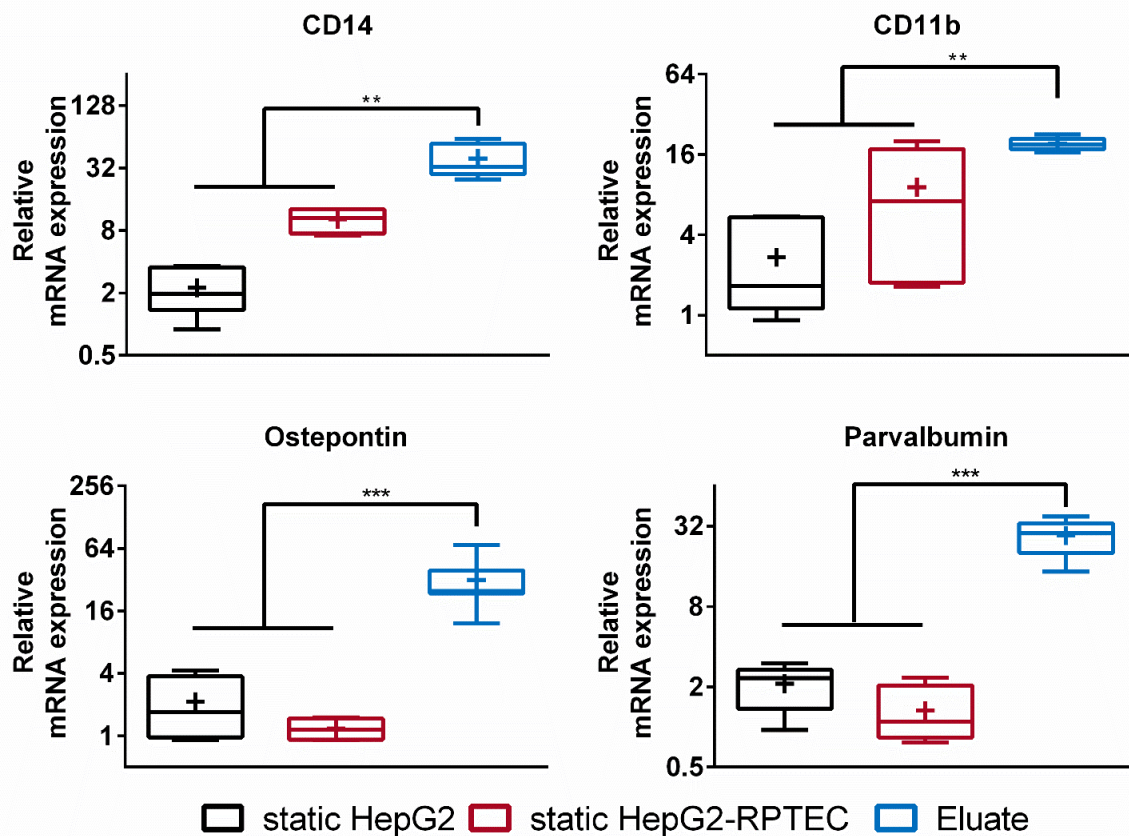 CD14
Relative
mRNA expression
128
32
8
2
0.5
**
CD11b
Relative
mRNA expression
64
16
4
1
**
Ostepontin
Relative
mRNA expression
256
64
16
4
1
***
Parvalbumin
Relative
mRNA expression
32
8
2
0.5
***
static HepG2 static HepG2-RPTEC Eluate